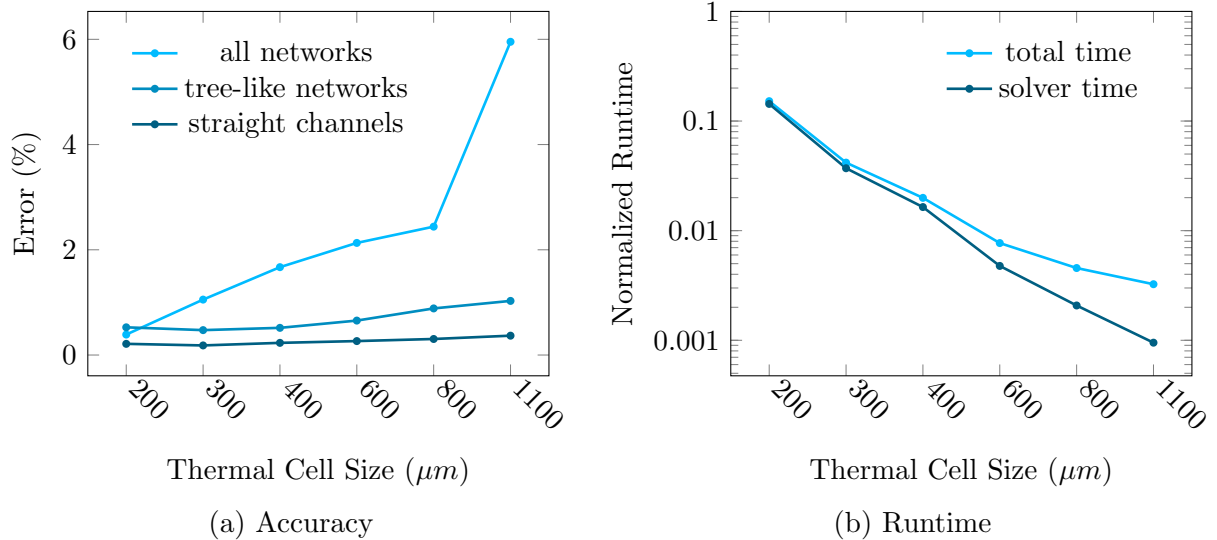 6
4
2
0
Error (%)
all networks
tree-like networks
straight channels
200
300
400
600
800
1100
Thermal Cell Size (μm)
(a) Accuracy
1
0.1
0.01
0.001
Normalized Runtime
total time
solver time
200
300
400
600
800
1100
Thermal Cell Size (μm)
(b) Runtime